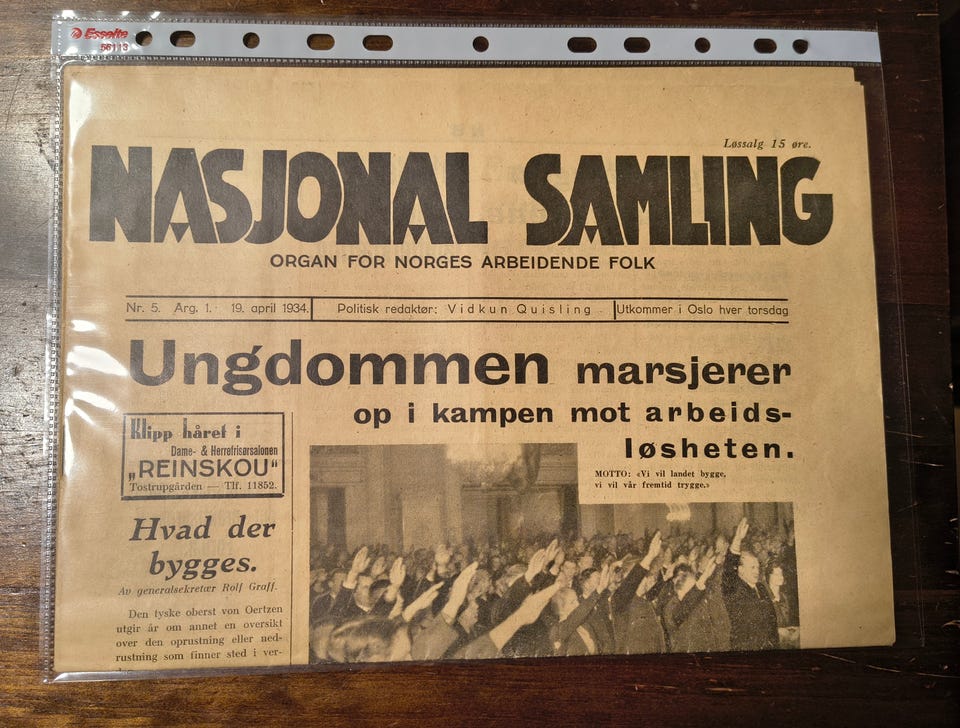 Esselte
56113
Løssalg 15 øre.
NASJONAL SAMLING
ORGAN FOR NORGES ARBEIDENDE FOLK
Nr. 5. Arg. 1. 19. april 1934. Politisk redaktør: Vidkun Quisling Utkommer i Oslo hver torsdag
Ungdommen marsjerer
op i kampen mot arbeids-
løsheten.
MOTTO: «Vi vil landet bygge,
vi vil vår fremtid trygge.»
Klipp håret i
Dame- & Herrefrisørsalonen
„REINSKOU“
Tostrupgården — Tlf. 11852.
Hvad der
bygges.
Av generalsekretær Rolf Graff.
Den tyske oberst von Oertzen
utgir år om annet en oversikt
over den oprustning eller ned-
rustning som finner sted i ver-